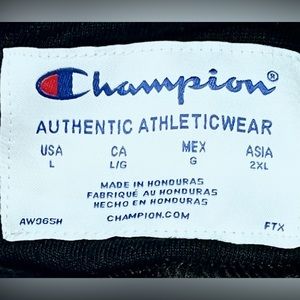 Champion®
AUTHENTIC ATHLETICWEAR
USA CA MEX ASIA
L L/G G 2XL
MADE IN HONDURAS
FABRIQUÉ AU HONDURAS
HECHO EN HONDURAS
AW365H CHAMPION.COM FTX